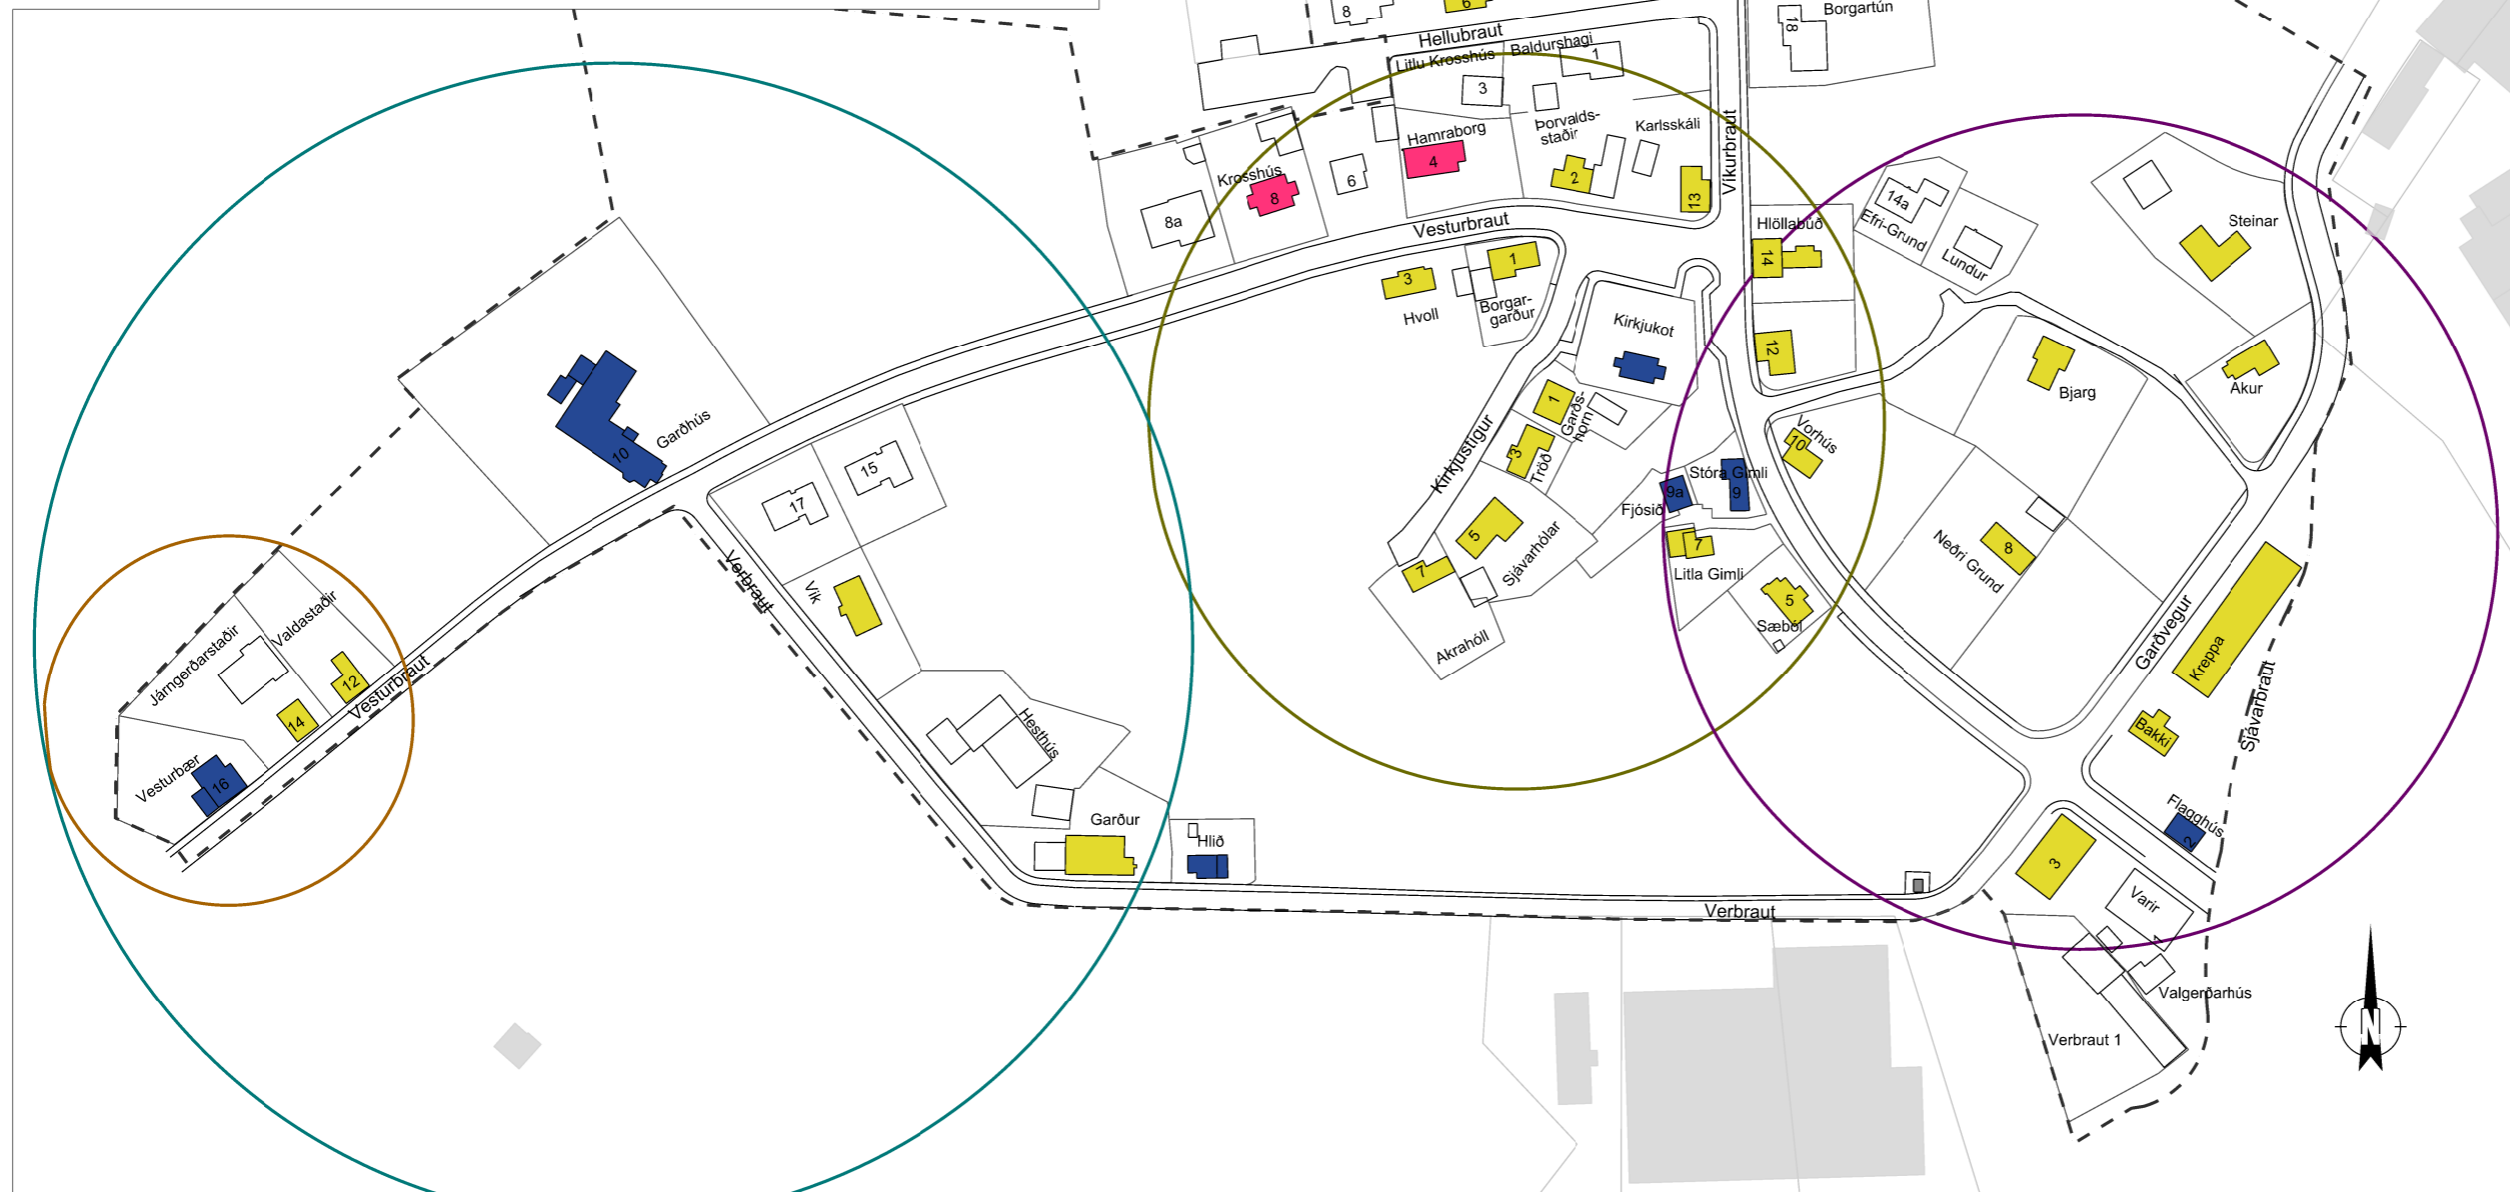 8
6
Hellubraut
Borgartún
18
Litlu Krosshús
Baldurshagi
1
3
Hamraborg
4
Þorvalds-
staðir
2
Karlsskáli
13
Víkurbraut
Krosshús
8
6
8a
Vesturbraut
Hlöllabúð
14
14a
Efri-Grund
Lundur
Steinar
3
Hvoll
1
Borgar-
garður
Kirkjukot
12
Bjarg
Akur
Garðhús
10
1
Garðs-
horn
3
Tröð
Kirkjustígur
Vorhús
10
17
15
Stóra Gimli
9a
9
Fjósið
5
Sjávarhólar
7
Litla Gimli
7
Neðri Grund
8
Verbraut
Vík
5
Sæból
Akrahóll
Garðvegur
Kreppa
Sjávarbraut
Járngerðarstaðir
Valdastaðir
12
14
Vesturbraut
Vesturbær
16
Hesthús
Bakki
Garður
Hlið
Flagghús
2
3
Varir
Verbraut
Valgerðarhús
Verbraut 1
N